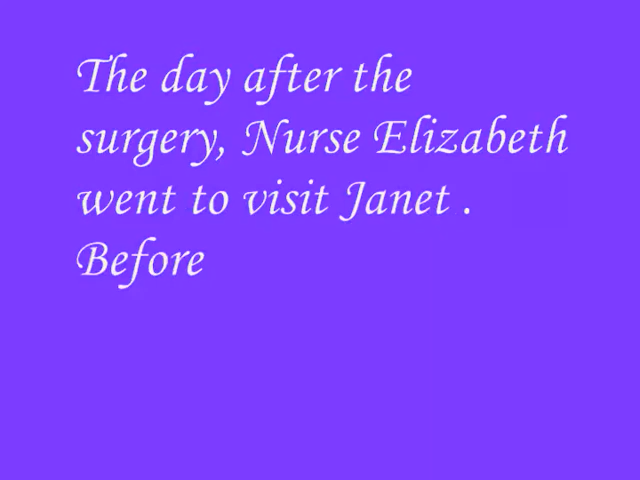 The day after the
surgery, Nurse Elizabeth
went to visit Janet .
Before